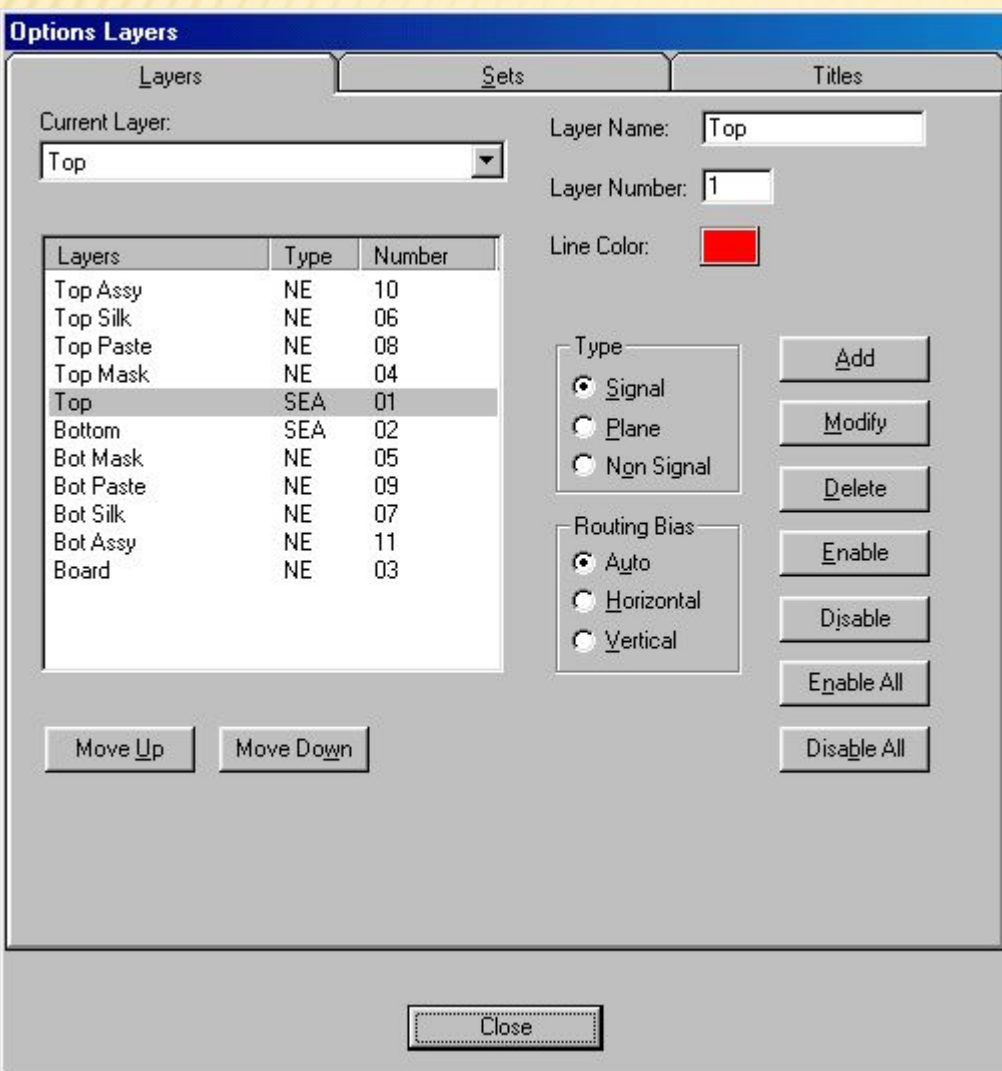 Options Layers
Layers Sets Titles
Current Layer:
Top
Layer Name: Top
Layer Number: 1
Line Color:
Layers Type Number
Top Assy NE 10
Top Silk NE 06
Top Paste NE 08
Top Mask NE 04
Top SEA 01
Bottom SEA 02
Bot Mask NE 05
Bot Paste NE 09
Bot Silk NE 07
Bot Assy NE 11
Board NE 03
Move Up Move Down
Type
Signal
Plane
Non Signal
Routing Bias
Auto
Horizontal
Vertical
Add
Modify
Delete
Enable
Disable
Enable All
Disable All
Close